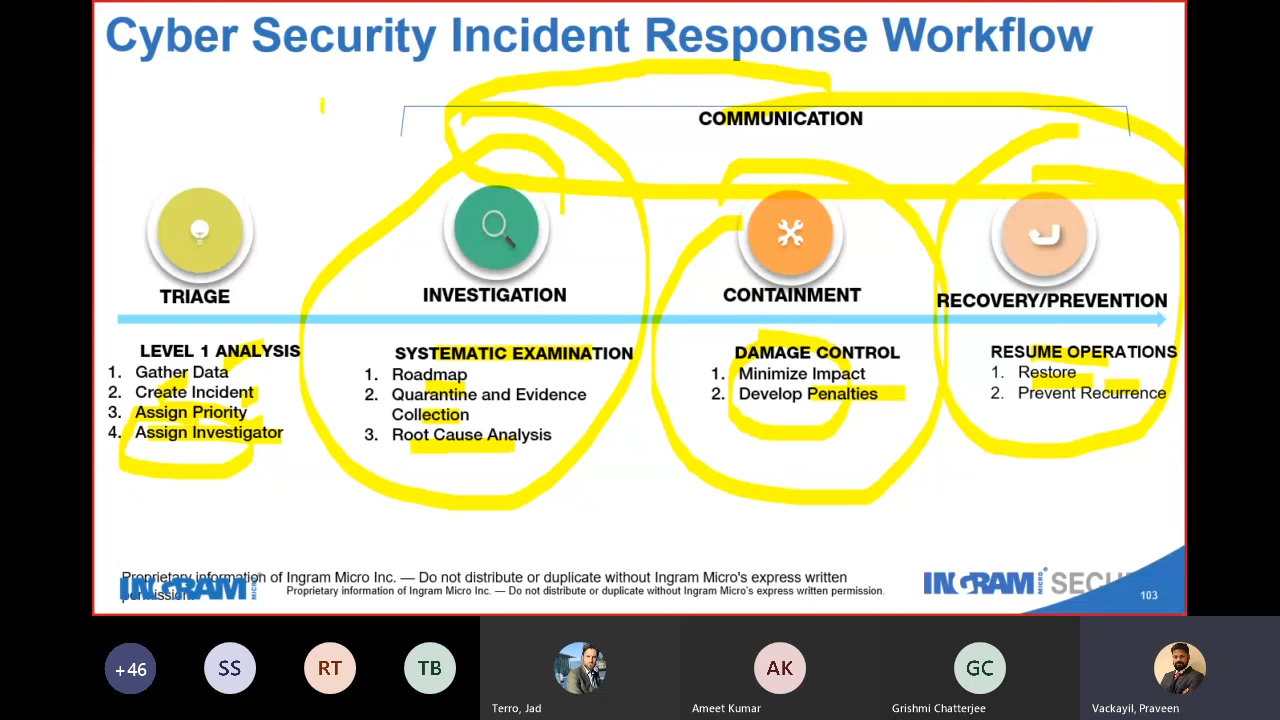 Cyber Security Incident Response Workflow
COMMUNICATION
TRIAGE
INVESTIGATION
CONTAINMENT
RECOVERY/PREVENTION
LEVEL 1 ANALYSIS
1. Gather Data
2. Create Incident
3. Assign Priority
4. Assign Investigator
SYSTEMATIC EXAMINATION
1. Roadmap
2. Quarantine and Evidence
Collection
3. Root Cause Analysis
DAMAGE CONTROL
1. Minimize Impact
2. Develop Penalties
RESUME OPERATIONS
1. Restore
2. Prevent Recurrence
Proprietary information of Ingram Micro Inc. — Do not distribute or duplicate without Ingram Micro's express written
permission.
INGRAM MICRO
Proprietary information of Ingram Micro Inc. — Do not distribute or duplicate without Ingram Micro's express written permission.
INGRAM MICRO
103
+46
SS
RT
TB
Terro, Jad
AK
Ameet Kumar
GC
Grishmi Chatterjee
Vackayil, Praveen